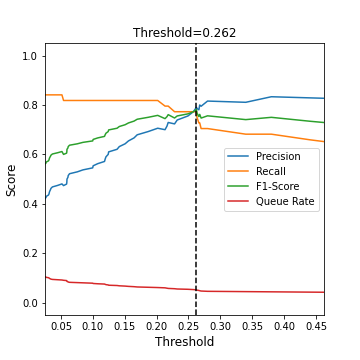 Threshold=0.262
1.0
0.8
0.6
0.4
0.2
0.0
Score
Precision
Recall
F1-Score
Queue Rate
0.05 0.10 0.15 0.20 0.25 0.30 0.35 0.40 0.45
Threshold